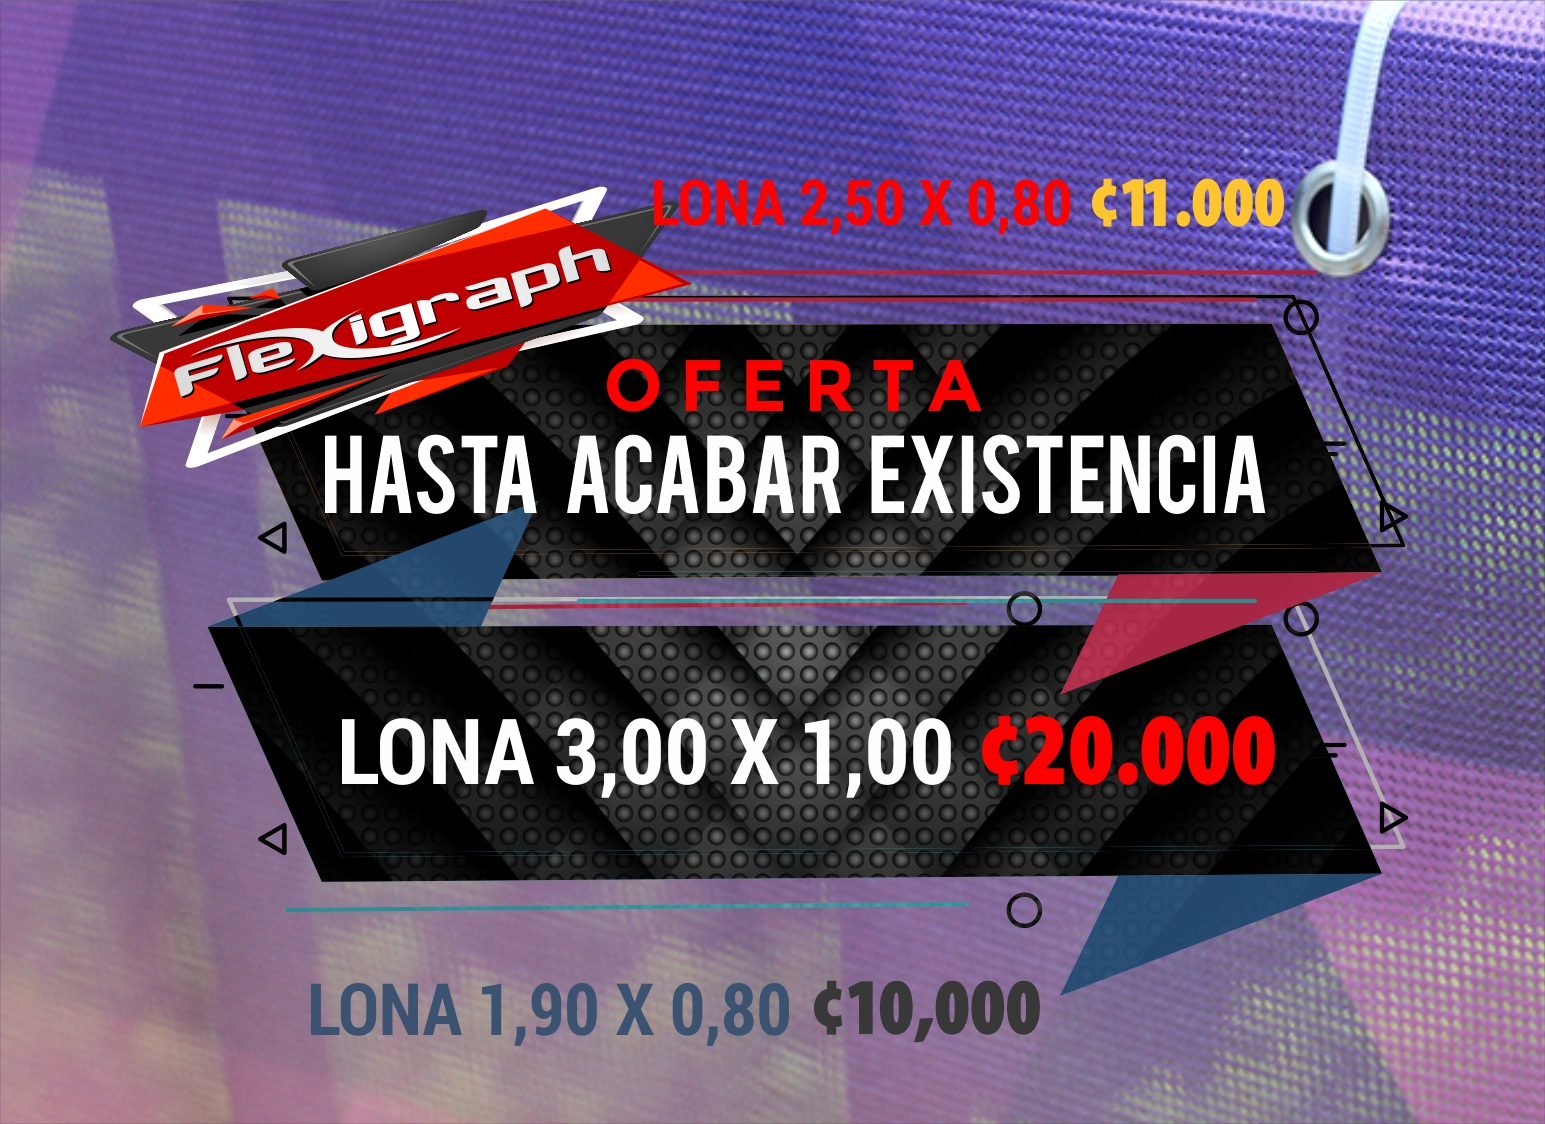 LONA 2,50 X 0,80 ¢11.000
Flexigraph
OFERTA
HASTA ACABAR EXISTENCIA
LONA 3,00 X 1,00 ¢20.000
LONA 1,90 X 0,80 ¢10,000